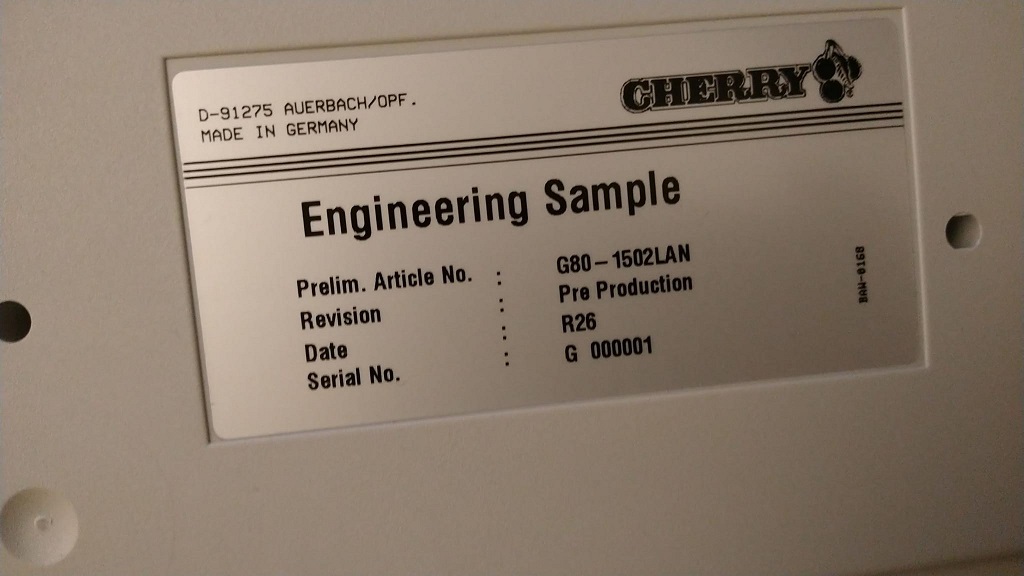 D-91275 AUERBACH/OPF.
MADE IN GERMANY
CHERRY
Engineering Sample
Prelim. Article No. : G80-1502LAN
Revision : Pre Production
Date : R26
Serial No. : G 000001
BAW-0168